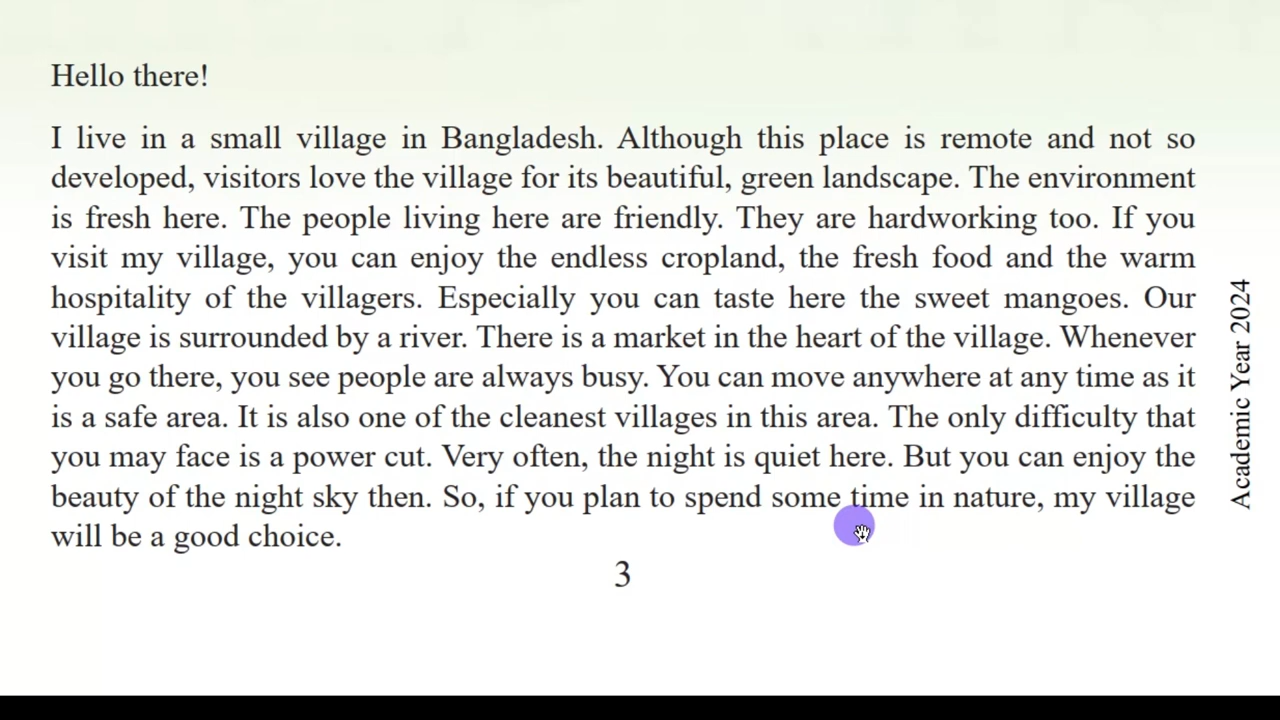 Hello there!
I live in a small village in Bangladesh. Although this place is remote and not so
developed, visitors love the village for its beautiful, green landscape. The environment
is fresh here. The people living here are friendly. They are hardworking too. If you
visit my village, you can enjoy the endless cropland, the fresh food and the warm
hospitality of the villagers. Especially you can taste here the sweet mangoes. Our
village is surrounded by a river. There is a market in the heart of the village. Whenever
you go there, you see people are always busy. You can move anywhere at any time as it
is a safe area. It is also one of the cleanest villages in this area. The only difficulty that
you may face is a power cut. Very often, the night is quiet here. But you can enjoy the
beauty of the night sky then. So, if you plan to spend some time in nature, my village
will be a good choice.
3
Academic Year 2024